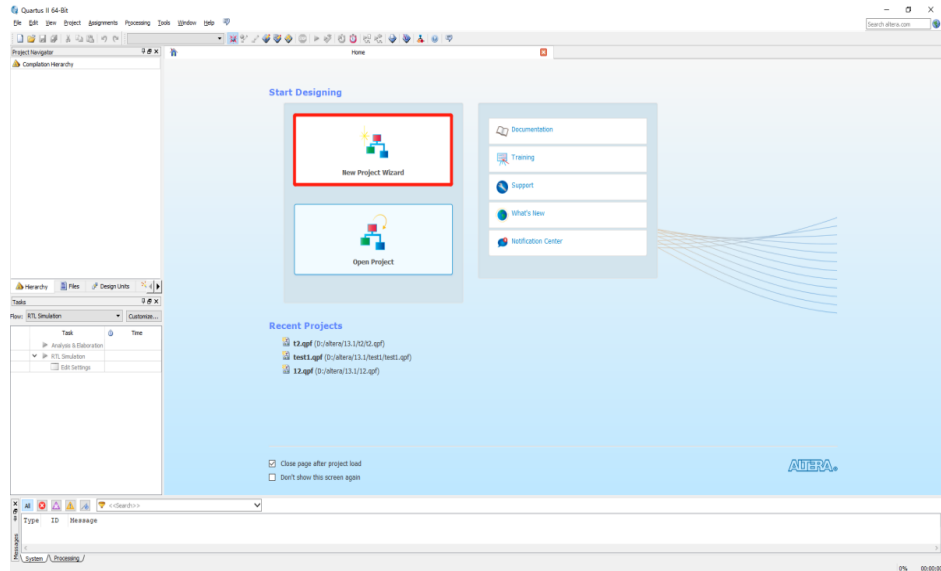 Quartus II 64-Bit
File Edit View Project Assignments Processing Tools Window Help
Search altera.com
Project Navigator
Home
Compilation Hierarchy
Start Designing
New Project Wizard
Open Project
Documentation
Training
Support
What's New
Notification Center
Hierarchy Files Design Units
Tasks
Flow: RTL Simulation Customize...
Task Time
Analysis & Elaboration
RTL Simulation
Edit Settings
Recent Projects
t2.qpf (D:/altera/13.1/t2/t2.qpf)
test1.qpf (D:/altera/13.1/test1/test1.qpf)
12.qpf (D:/altera/13.1/12.qpf)
Close page after project load
Don't show this screen again
ALTERA
All <<Search>>
Type ID Message
Messages
System Processing
0% 00:00:00